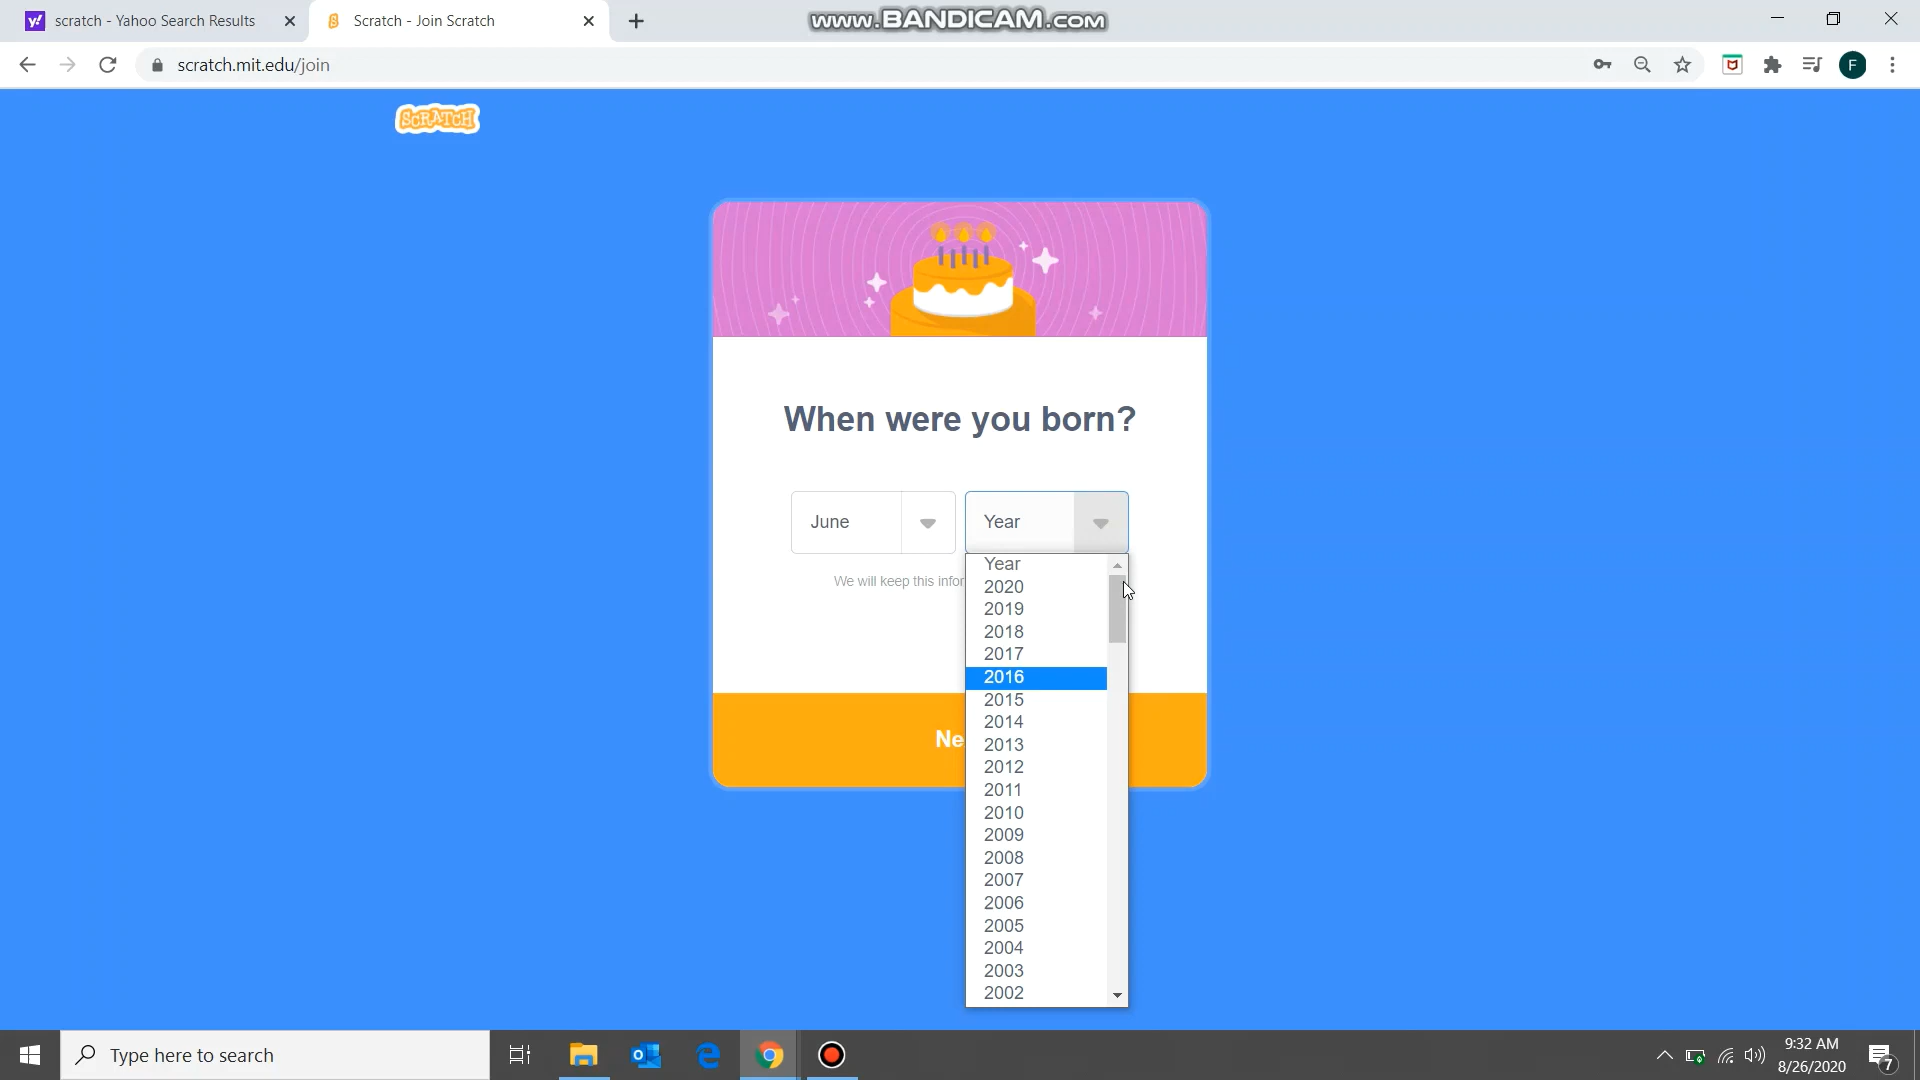 scratch - Yahoo Search Results
Scratch - Join Scratch
www.BANDICAM.com
scratch.mit.edu/join
F
SCRATCH
When were you born?
June
Year
We will keep this infor
Year
2020
2019
2018
2017
2016
2015
2014
2013
2012
2011
2010
2009
2008
2007
2006
2005
2004
2003
2002
Ne
Type here to search
9:32 AM
8/26/2020
7